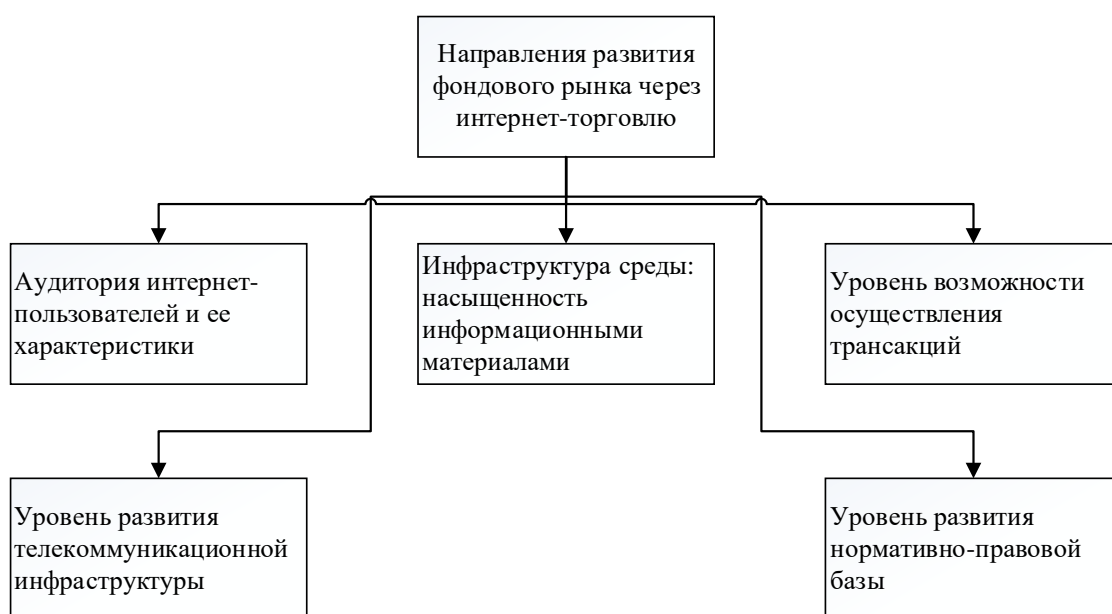 Направления развития
фондового рынка через
интернет-торговлю
Аудитория интернет-
пользователей и ее
характеристики
Инфраструктура среды:
насыщенность
информационными
материалами
Уровень возможности
осуществления
трансакций
Уровень развития
телекоммуникационной
инфраструктуры
Уровень развития
нормативно-правовой
базы